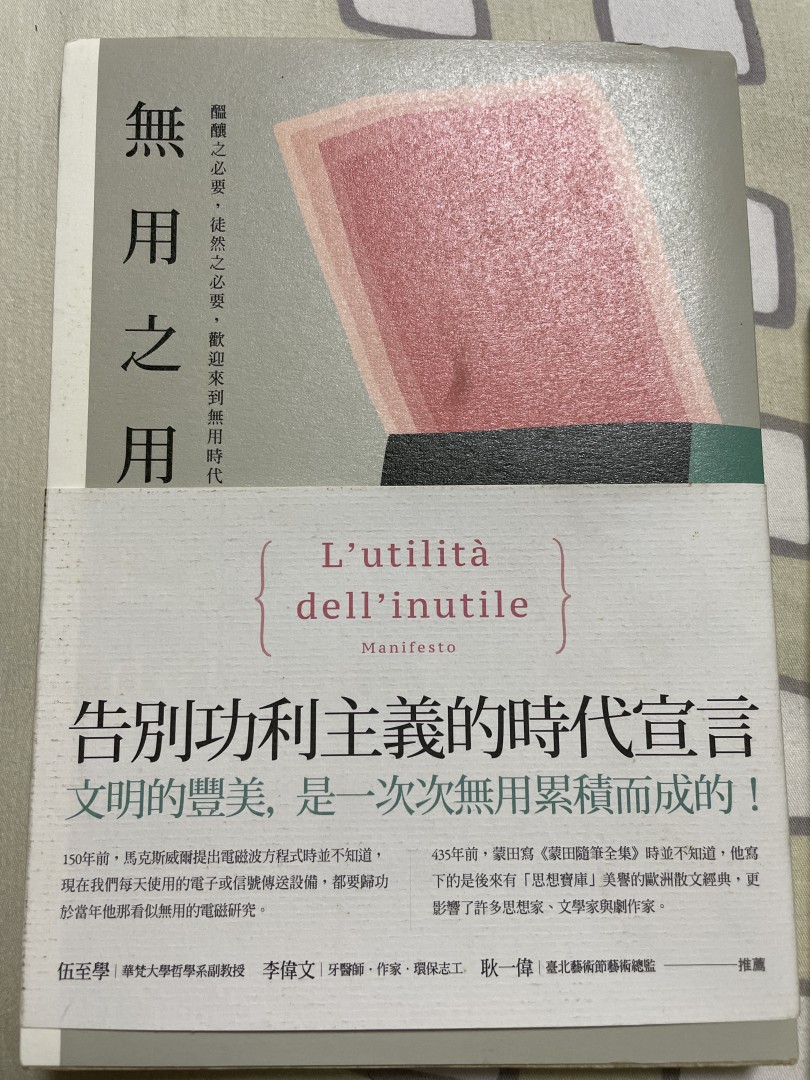 無用之用
醞釀之必要，徒然之必要，歡迎來到無用時代
L’utilità
dell’inutile
Manifesto
告別功利主義的時代宣言
文明的豐美，是一次次無用累積而成的！
150年前，馬克斯威爾提出電磁波方程式時並不知道，
現在我們每天使用的電子或信號傳送設備，都要歸功
於當年他那看似無用的電磁研究。
435年前，蒙田寫《蒙田隨筆全集》時並不知道，他寫
下的是後來有「思想寶庫」美譽的歐洲散文經典，更
影響了許多思想家、文學家與劇作家。
伍至學｜華梵大學哲學系副教授 李偉文｜牙醫師．作家．環保志工 耿一偉｜臺北藝術節藝術總監 ————推薦